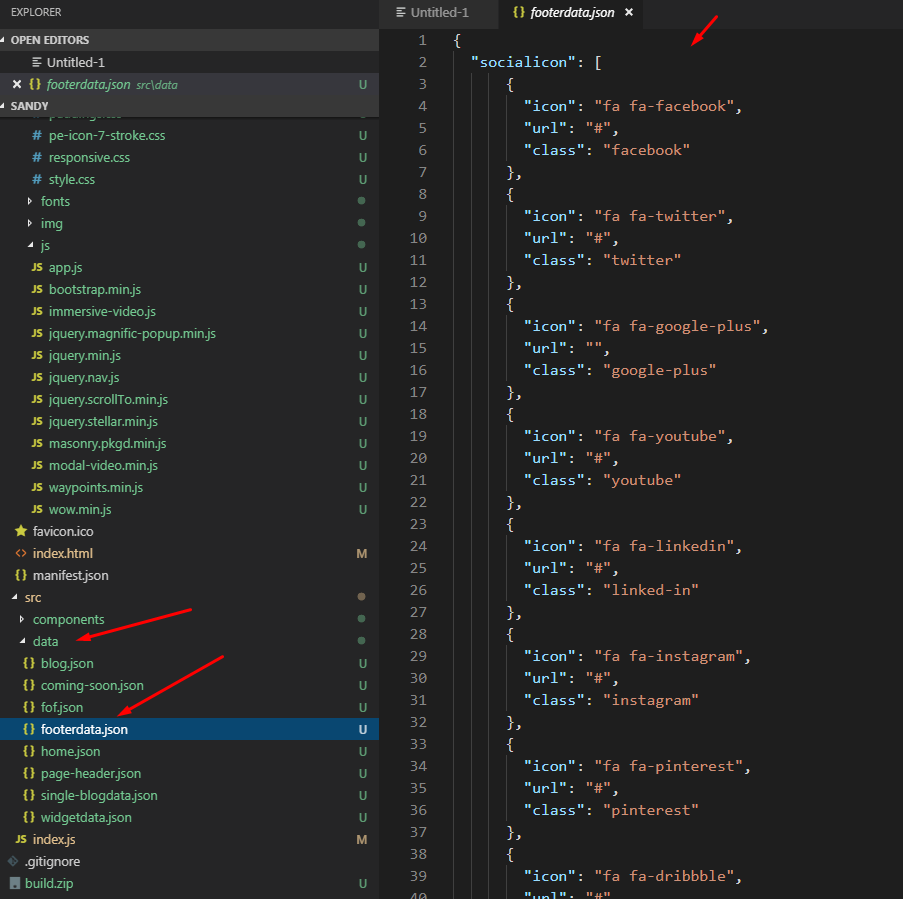 EXPLORER
OPEN EDITORS
Untitled-1
footerdata.json src\data U
SANDY
pe-icon-7-stroke.css U
responsive.css U
style.css U
fonts
img
js
JS app.js U
JS bootstrap.min.js U
JS immersive-video.js U
JS jquery.magnific-popup.min.js U
JS jquery.min.js U
JS jquery.nav.js U
JS jquery.scrollTo.min.js U
JS jquery.stellar.min.js U
JS masonry.pkgd.min.js U
JS modal-video.min.js U
JS waypoints.min.js U
JS wow.min.js U
favicon.ico
index.html M
manifest.json
src
components
data
blog.json U
coming-soon.json U
fof.json U
footerdata.json U
home.json U
page-header.json U
single-blogdata.json U
widgetdata.json U
JS index.js M
.gitignore
build.zip U
Untitled-1
footerdata.json
1 {
2 "socialicon": [
3 {
4 "icon": "fa fa-facebook",
5 "url": "#",
6 "class": "facebook"
7 },
8 {
9 "icon": "fa fa-twitter",
10 "url": "#",
11 "class": "twitter"
12 },
13 {
14 "icon": "fa fa-google-plus",
15 "url": "",
16 "class": "google-plus"
17 },
18 {
19 "icon": "fa fa-youtube",
20 "url": "#",
21 "class": "youtube"
22 },
23 {
24 "icon": "fa fa-linkedin",
25 "url": "#",
26 "class": "linked-in"
27 },
28 {
29 "icon": "fa fa-instagram",
30 "url": "#",
31 "class": "instagram"
32 },
33 {
34 "icon": "fa fa-pinterest",
35 "url": "#",
36 "class": "pinterest"
37 },
38 {
39 "icon": "fa fa-dribbble",
40 "url": "#"